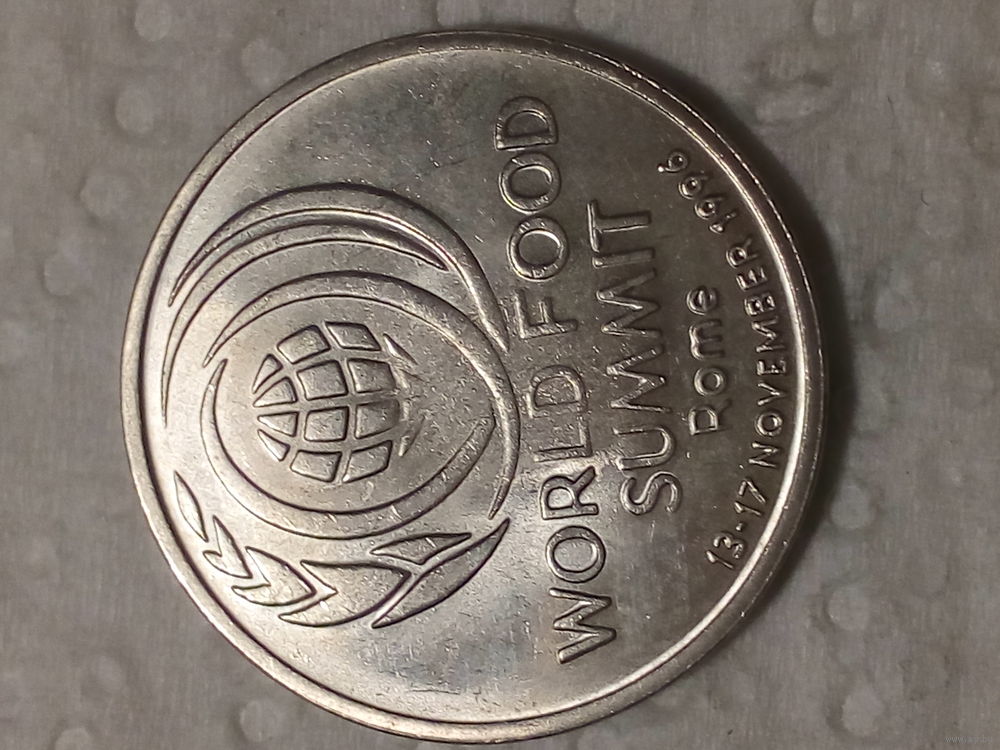 WORLD FOOD
SUMMIT
Rome
13-17 NOVEMBER 1996